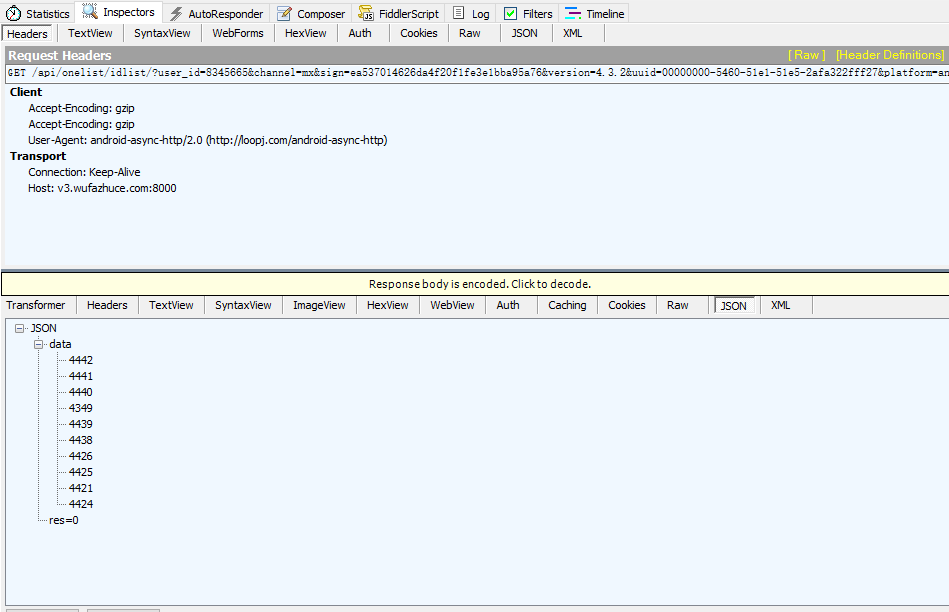 Statistics Inspectors AutoResponder Composer FiddlerScript Log Filters Timeline
Headers TextView SyntaxView WebForms HexView Auth Cookies Raw JSON XML
Request Headers [ Raw ] [Header Definitions]
GET /api/onelist/idlist/?user_id=8345665&channel=mx&sign=ea537014626da4f20f1fe3e1bba95a76&version=4.3.2&uuid=00000000-5460-51e1-51e5-2afa322fff27&platform=an
Client
Accept-Encoding: gzip
Accept-Encoding: gzip
User-Agent: android-async-http/2.0 (http://loopj.com/android-async-http)
Transport
Connection: Keep-Alive
Host: v3.wufazhuce.com:8000
Response body is encoded. Click to decode.
Transformer Headers TextView SyntaxView ImageView HexView WebView Auth Caching Cookies Raw JSON XML
JSON
data
4442
4441
4440
4349
4439
4438
4426
4425
4421
4424
res=0